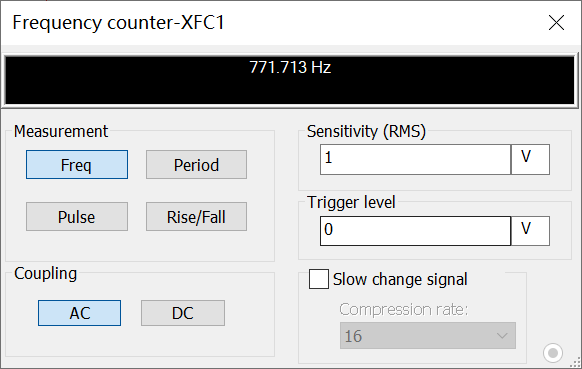 Frequency counter-XFC1
771.713 Hz
Measurement
Freq
Period
Pulse
Rise/Fall
Coupling
AC
DC
Sensitivity (RMS)
1
V
Trigger level
0
V
Slow change signal
Compression rate:
16